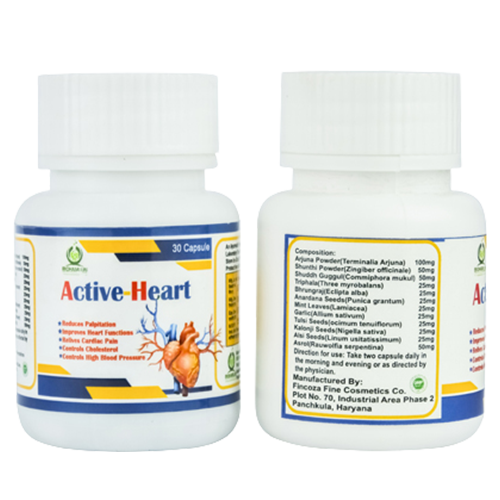 30 Capsule
Active-Heart
Reduces Palpitation
Improves Heart Functions
Relives Cardiac Pain
Controls Cholesterol
Controls High Blood Pressure
Composition:
Arjuna Powder(Terminalia Arjuna) 100mg
Shunthi Powder(Zingiber officinale) 50mg
Shuddh Guggul(Commiphora mukul) 50mg
Triphala(Three myrobalans) 25mg
Bhrungraj(Eclipta alba) 25mg
Anardana Seeds(Punica grantum) 25mg
Mint Leaves(Lamiaceae) 25mg
Garlic(Allium sativrum) 25mg
Tulsi Seeds(ocimum tenuiflorum) 25mg
Kalonji Seeds(Nigella sativa) 25mg
Alsi Seeds(Linum usitatissimum) 25mg
Asrol(Rauwolfia serpendina) 50mg
Direction for use: Take two capsule daily in
the morning and evening or as directed by
the physician.
Manufactured By:
Fincoza Fine Cosmetics Co.
Plot No. 70, Industrial Area Phase 2
Panchkula, Haryana